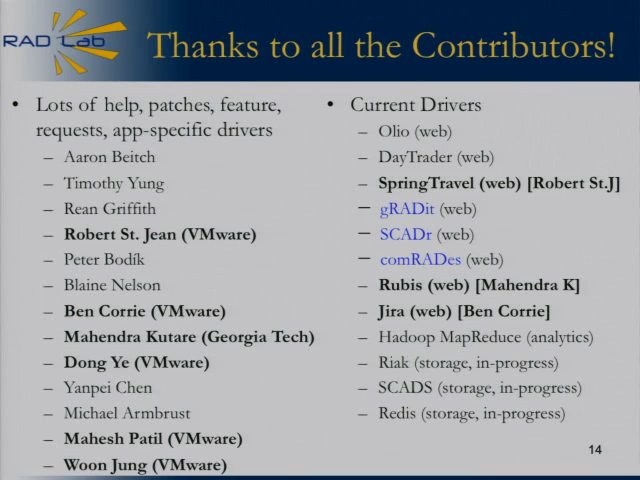 RAD Lab
Thanks to all the Contributors!
• Lots of help, patches, feature,
requests, app-specific drivers
– Aaron Beitch
– Timothy Yung
– Rean Griffith
– Robert St. Jean (VMware)
– Peter Bodík
– Blaine Nelson
– Ben Corrie (VMware)
– Mahendra Kutare (Georgia Tech)
– Dong Ye (VMware)
– Yanpei Chen
– Michael Armbrust
– Mahesh Patil (VMware)
– Woon Jung (VMware)
• Current Drivers
– Olio (web)
– DayTrader (web)
– SpringTravel (web) [Robert St.J]
– gRADit (web)
– SCADr (web)
– comRADes (web)
– Rubis (web) [Mahendra K]
– Jira (web) [Ben Corrie]
– Hadoop MapReduce (analytics)
– Riak (storage, in-progress)
– SCADS (storage, in-progress)
– Redis (storage, in-progress)
14